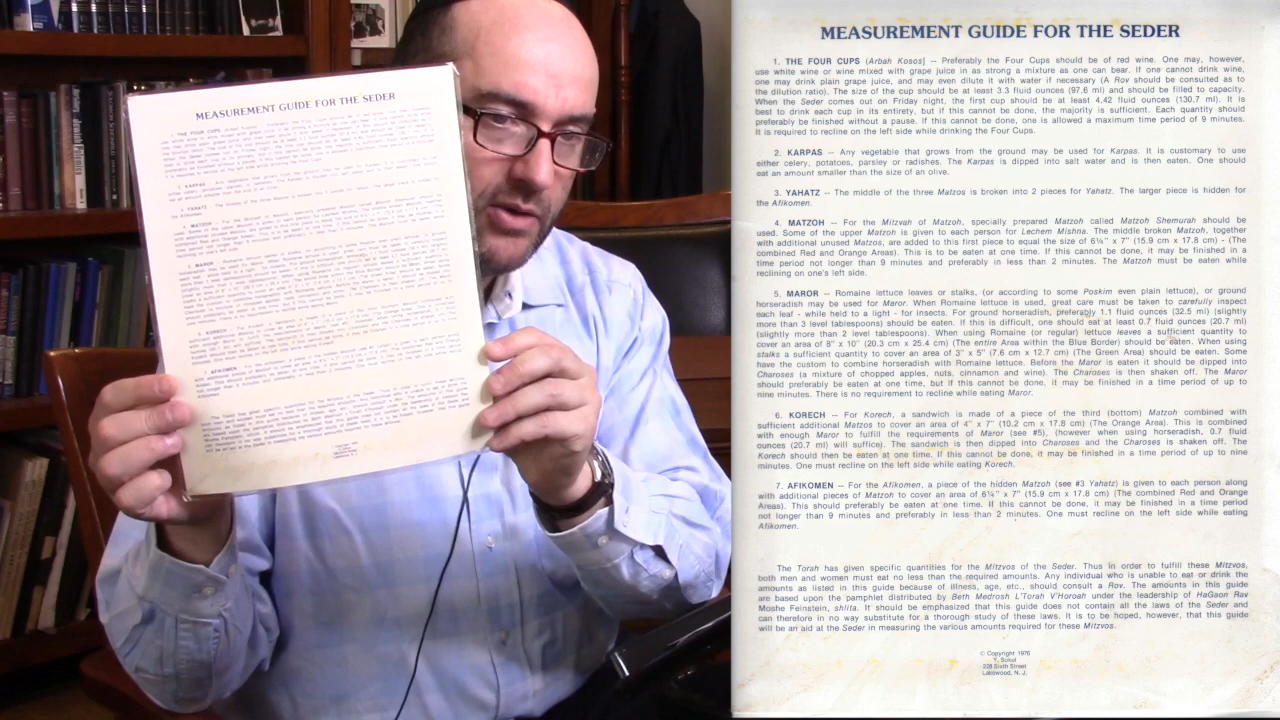 MEASUREMENT GUIDE FOR THE SEDER
MEASUREMENT GUIDE FOR THE SEDER
1. THE FOUR CUPS (Arbah Kosos) -- Preferably the Four Cups should be of red wine. One may, however,
use white wine or wine mixed with grape juice in as strong a mixture as one can bear. If one cannot drink wine,
one may drink plain grape juice, and may even dilute it with water if necessary (A Rov should be consulted as to
the dilution ratio). The size of the cup should be at least 3.3 fluid ounces (97.6 ml) and should be filled to capacity.
When the Seder comes out on Friday night, the first cup should be at least 4.42 fluid ounces (130.7 ml). It is
best to drink each cup in its entirety, but if this cannot be done, the majority is sufficient. Each quantity should
preferably be finished without a pause. If this cannot be done, one is allowed a maximum time period of 9 minutes.
It is required to recline on the left side while drinking the Four Cups.
2. KARPAS -- Any vegetable that grows from the ground may be used for Karpas. It is customary to use
either celery, potatoes, parsley or radishes. The Karpas is dipped into salt water and is then eaten. One should
eat an amount smaller than the size of an olive.
3. YAHATZ -- The middle of the three Matzos is broken into 2 pieces for Yahatz. The larger piece is hidden for
the Afikomen.
4. MATZOH -- For the Mitzvah of Matzoh, specially prepared Matzoh called Matzoh Shemurah should be
used. Some of the upper Matzoh is given to each person for Lechem Mishna. The middle broken Matzoh, together
with additional pieces of Matzos, are added to this first piece to equal the size of 6¼" x 7" (15.9 cm x 17.8 cm) - (The
combined Red and Orange Areas). This is to be eaten at one time. If this cannot be done, it may be finished in a
time period not longer than 9 minutes and preferably in less than 2 minutes. The Matzoh must be eaten while
reclining on one's left side.
5. MAROR -- Romaine lettuce leaves or stalks, (or according to some Poskim even plain lettuce), or ground
horseradish may be used for Maror. When Romaine lettuce is used, great care must be taken to carefully inspect
each leaf - while held to a light - for insects. For ground horseradish, preferably 1.1 fluid ounces (32.5 ml) (slightly
more than 3 level tablespoons) should be eaten. If this is difficult, one should eat at least 0.7 fluid ounces (20.7 ml)
(slightly more than 2 level tablespoons). When using Romaine (or regular) lettuce leaves a sufficient quantity to
cover an area of 8" x 10" (20.3 cm x 25.4 cm) (The entire Area within the Blue Border) should be eaten. When using
stalks a sufficient quantity to cover an area of 3" x 5" (7.6 cm x 12.7 cm) (The Green Area) should be eaten. Some
have the custom to combine horseradish with Romaine lettuce. Before the Maror is eaten it should be dipped into
Charoses (a mixture of chopped apples, nuts, cinnamon and wine). The Charoses is then shaken off. The Maror
should preferably be eaten at one time, but if this cannot be done, it may be finished in a time period of up to
nine minutes. There is no requirement to recline while eating Maror.
6. KORECH -- For Korech, a sandwich is made of a piece of the third (bottom) Matzoh combined with
sufficient additional Matzos to cover an area of 4" x 7" (10.2 cm x 17.8 cm) (The Orange Area). This is combined
with enough Maror to fulfill the requirements of Maror (see #5), (however when using horseradish, 0.7 fluid
ounces (20.7 ml) will suffice). The sandwich is then dipped into Charoses and the Charoses is shaken off. The
Korech should then be eaten at one time. If this cannot be done, it may be finished in a time period of up to nine
minutes. One must recline on the left side while eating Korech.
7. AFIKOMEN -- For the Afikomen, a piece of the hidden Matzoh (see #3 Yahatz) is given to each person along
with additional pieces of Matzoh to cover an area of 6¼" x 7" (15.9 cm x 17.8 cm) (The combined Red and Orange
Areas). This should preferably be eaten at one time. If this cannot be done, it may be finished in a time period
not longer than 9 minutes and preferably in less than 2 minutes. One must recline on the left side while eating
Afikomen.
The Torah has given specific quantities for the Mitzvos of the Seder. Thus in order to fulfill these Mitzvos,
both men and women must eat no less than the required amounts. Any individual who is unable to eat or drink the
amounts as listed in this guide because of illness, age, etc., should consult a Rov. The amounts in this guide
are based upon the pamphlet distributed by Beth Medrosh L'Torah V'Horoah under the leadership of HaGaon Rav
Moshe Feinstein, shlita. It should be emphasized that this guide does not contain all the laws of the Seder and
can therefore in no way substitute for a thorough study of these laws. It is to be hoped, however, that this guide
will be an aid at the Seder in measuring the various amounts required for these Mitzvos.
© Copyright 1976
Y. Sokol
228 Sixth Street
Lakewood, N. J.